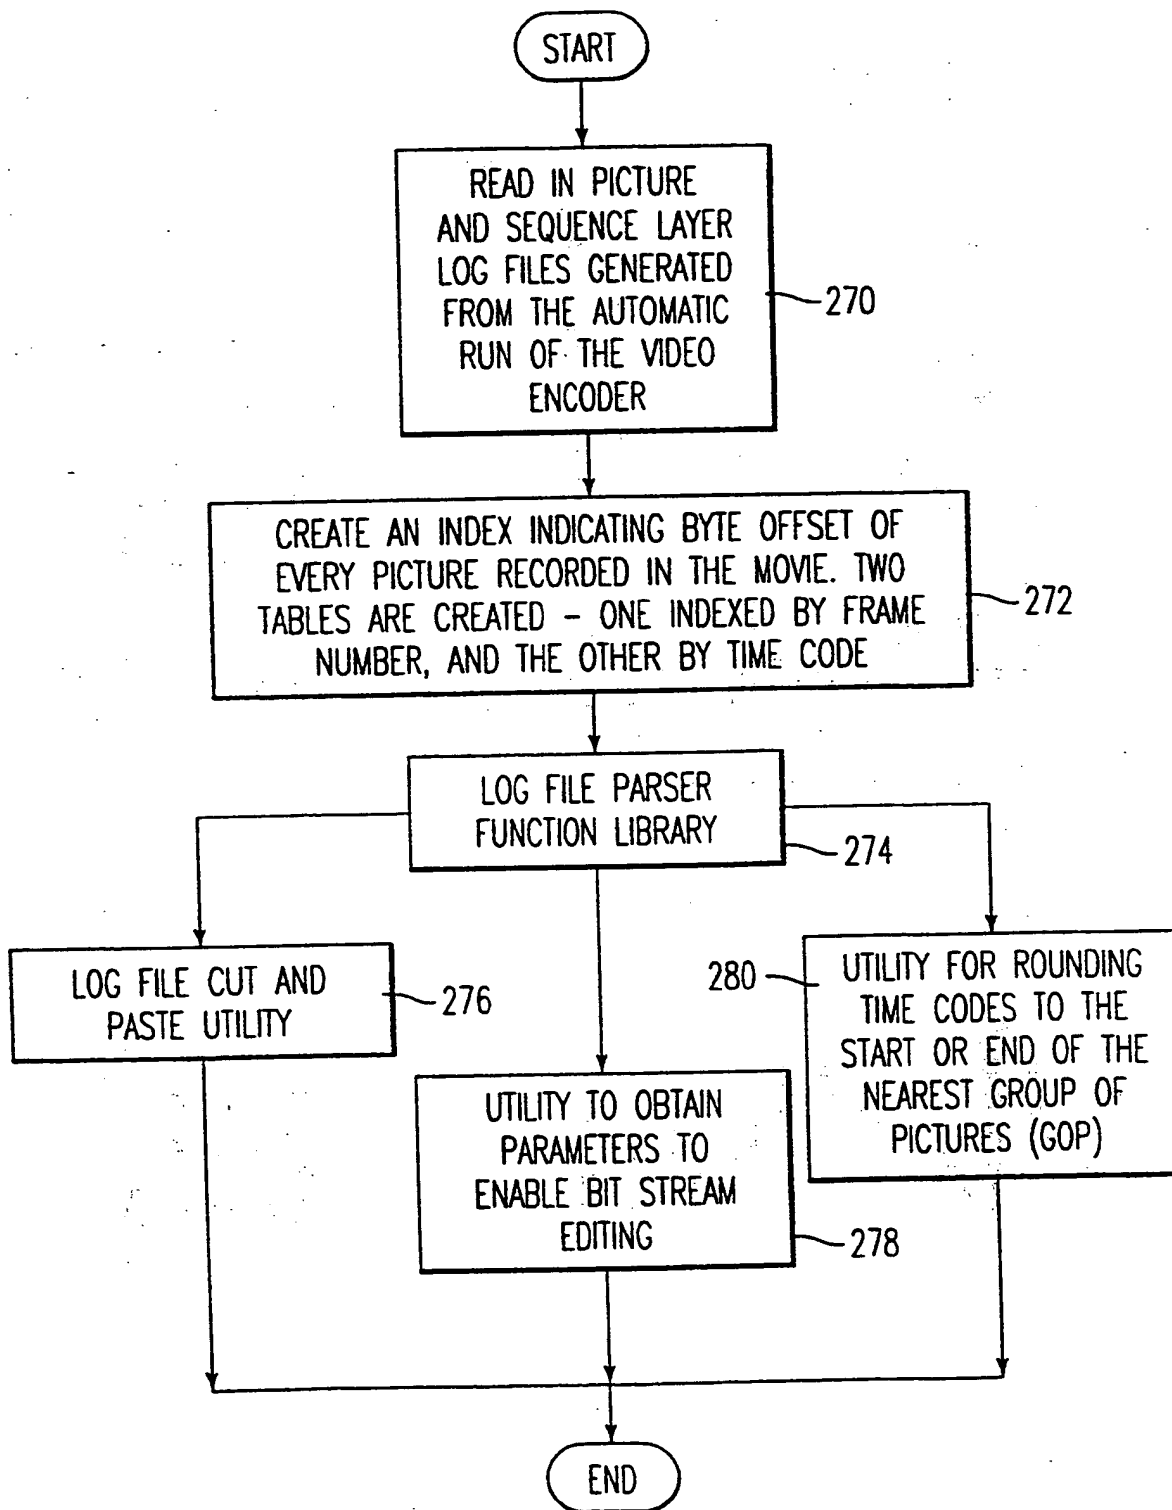 START
READ IN PICTURE
AND SEQUENCE LAYER
LOG FILES GENERATED
FROM THE AUTOMATIC
RUN OF THE VIDEO
ENCODER
270
CREATE AN INDEX INDICATING BYTE OFFSET OF
EVERY PICTURE RECORDED IN THE MOVIE. TWO
TABLES ARE CREATED – ONE INDEXED BY FRAME
NUMBER, AND THE OTHER BY TIME CODE
272
LOG FILE PARSER
FUNCTION LIBRARY
274
LOG FILE CUT AND
PASTE UTILITY
276
UTILITY TO OBTAIN
PARAMETERS TO
ENABLE BIT STREAM
EDITING
278
280
UTILITY FOR ROUNDING
TIME CODES TO THE
START OR END OF THE
NEAREST GROUP OF
PICTURES (GOP)
END